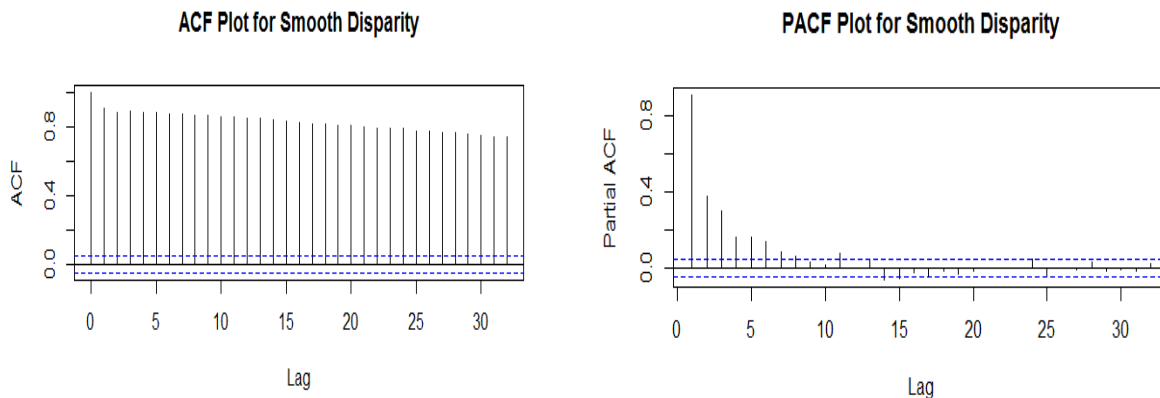 ACF Plot for Smooth Disparity
ACF
0.0 0.4 0.8
0 5 10 15 20 25 30
Lag
PACF Plot for Smooth Disparity
Partial ACF
0.0 0.4 0.8
0 5 10 15 20 25 30
Lag